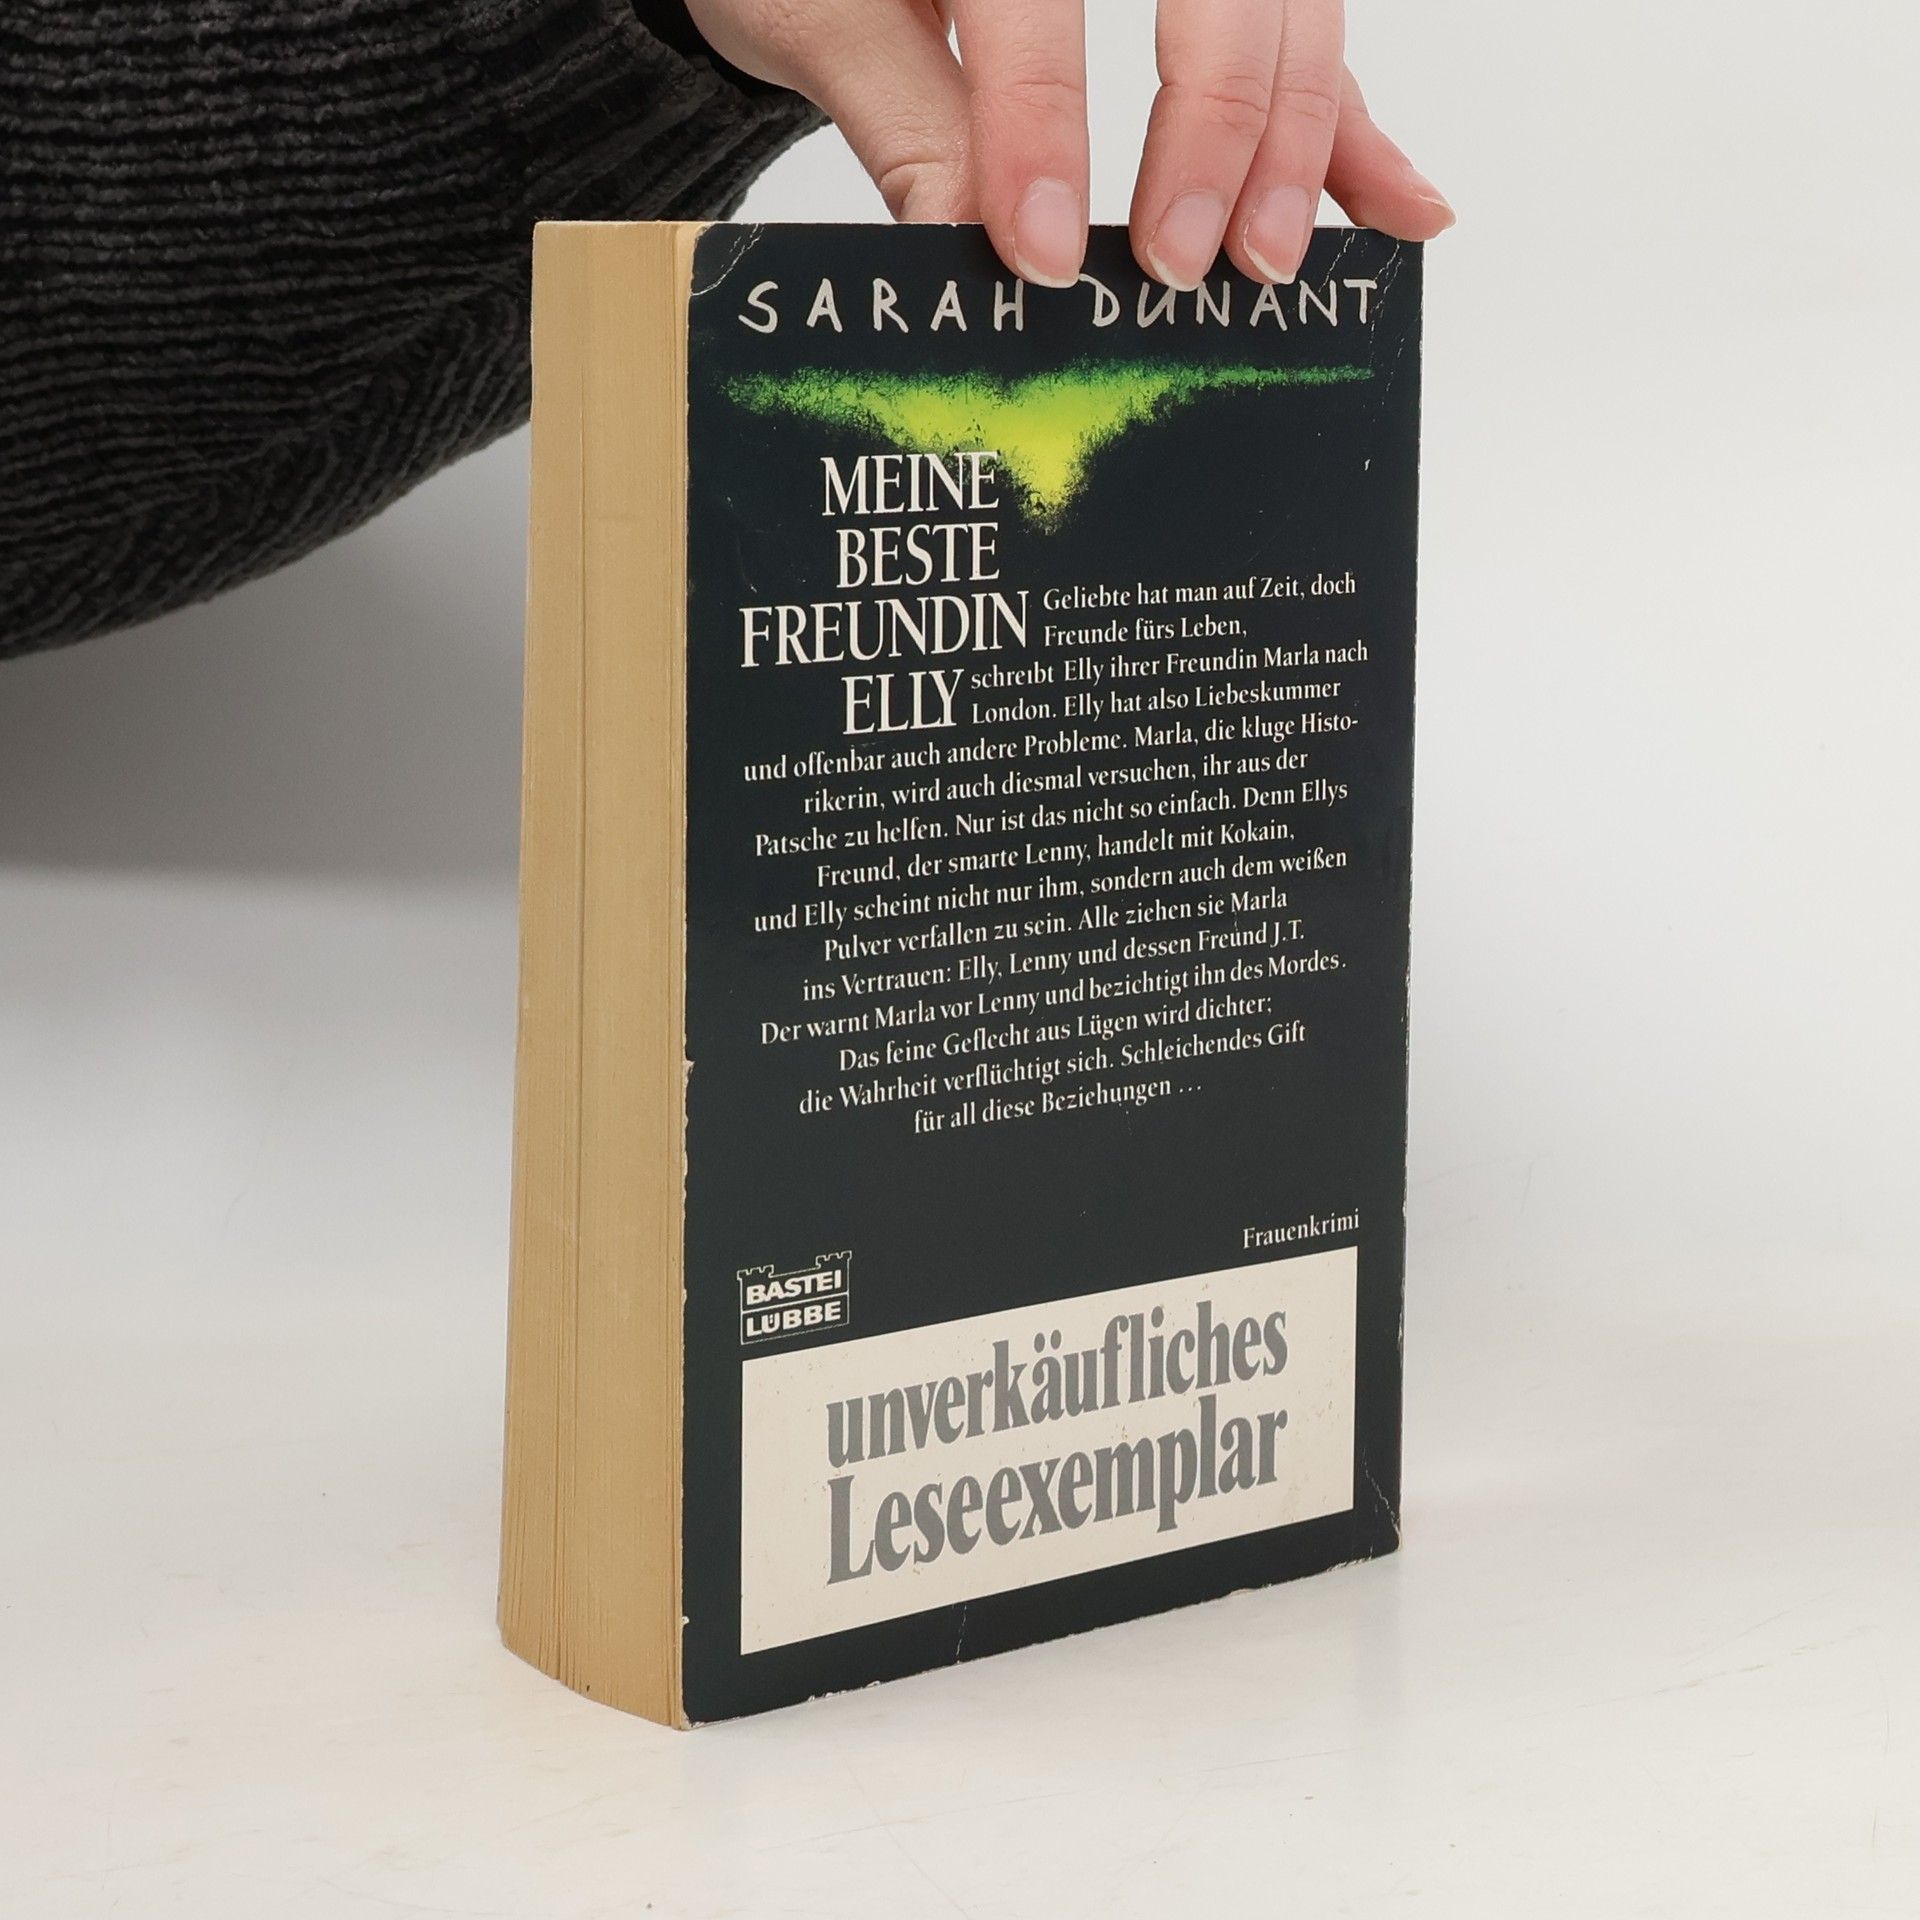 SARAH DUNANT
MEINE
BESTE
FREUNDIN
ELLY
Geliebte hat man auf Zeit, doch
Freunde fürs Leben,
schreibt Elly ihrer Freundin Marla nach
London. Elly hat also Liebeskummer
und offenbar auch andere Probleme. Marla, die kluge Histo-
rikerin, wird auch diesmal versuchen, ihr aus der
Patsche zu helfen. Nur ist das nicht so einfach. Denn Ellys
Freund, der smarte Lenny, handelt mit Kokain,
und Elly scheint nicht nur ihm, sondern auch dem weißen
Pulver verfallen zu sein. Alle ziehen sie Marla
ins Vertrauen: Elly, Lenny und dessen Freund J.T.
Der warnt Marla vor Lenny und bezichtigt ihn des Mordes.
Das feine Geflecht aus Lügen wird dichter;
die Wahrheit verflüchtigt sich. Schleichendes Gift
für all diese Beziehungen ...
Frauenkrimi
BASTEI
LÜBBE
unverkäufliches
Leseexemplar